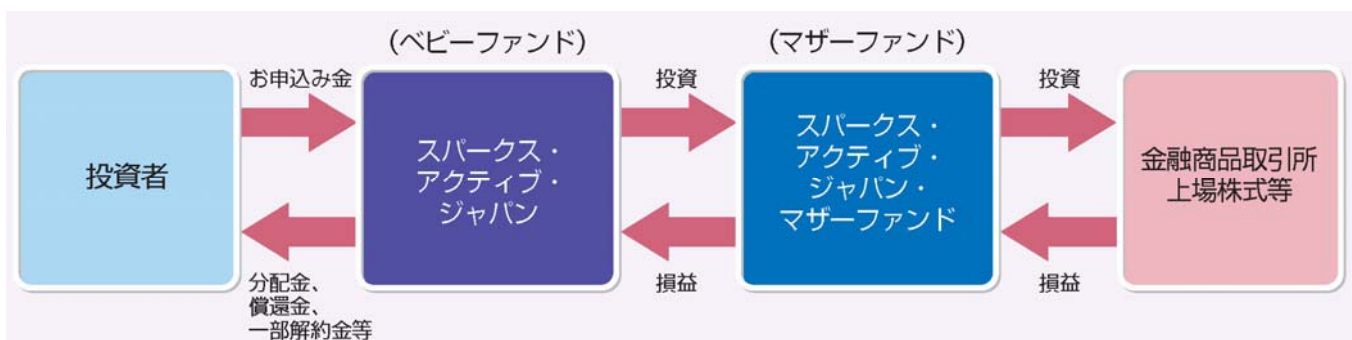 (ベビーファンド)
(マザーファンド)
お申込み金
投資
投資
投資者
スパークス・
アクティブ・
ジャパン
スパークス・
アクティブ・
ジャパン・
マザーファンド
金融商品取引所
上場株式等
分配金、
償還金、
一部解約金等
損益
損益